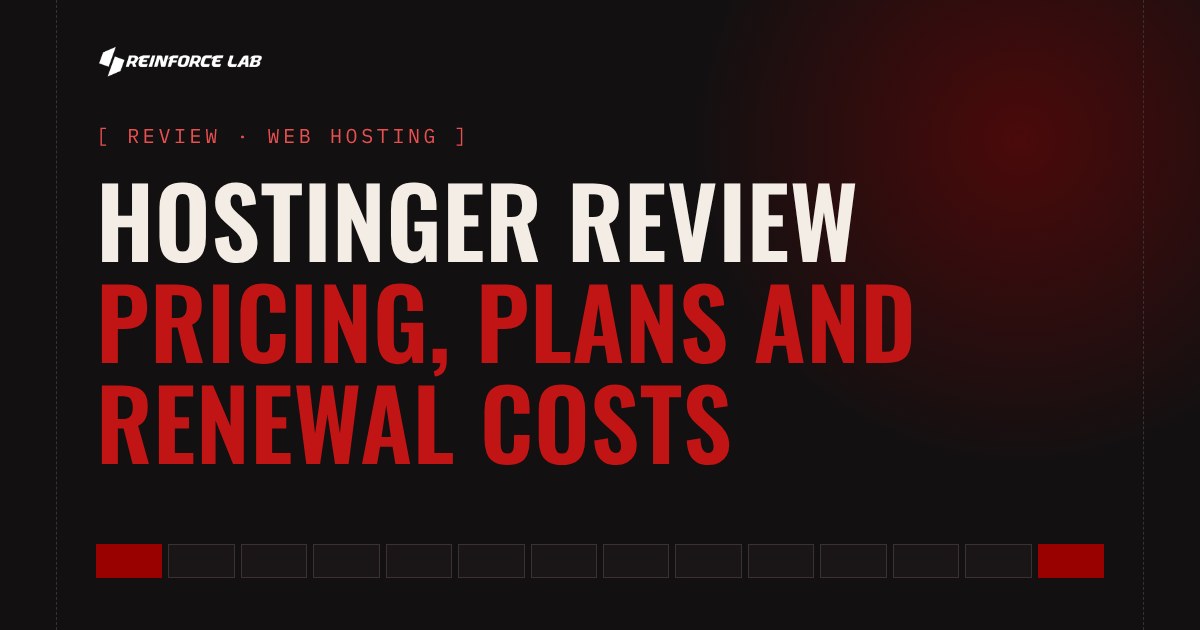 REINFORCE LAB
[ REVIEW · WEB HOSTING ]
HOSTINGER REVIEW
PRICING, PLANS AND
RENEWAL COSTS